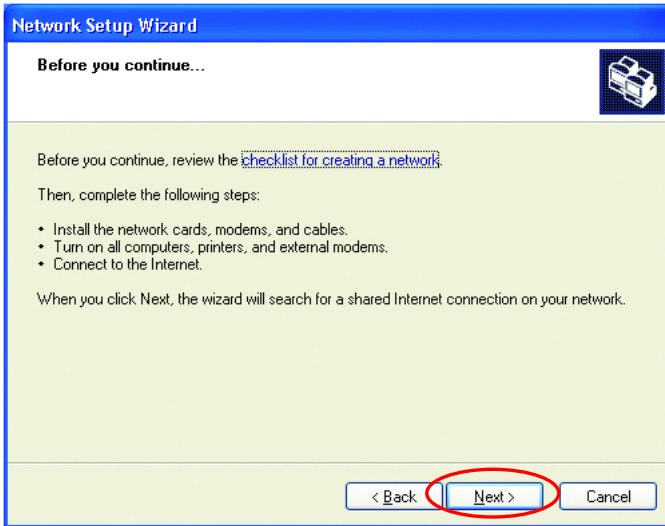 Network Setup Wizard
Before you continue...
Before you continue, review the checklist for creating a network.
Then, complete the following steps:
• Install the network cards, modems, and cables.
• Turn on all computers, printers, and external modems.
• Connect to the Internet.
When you click Next, the wizard will search for a shared Internet connection on your network.
< Back Next > Cancel